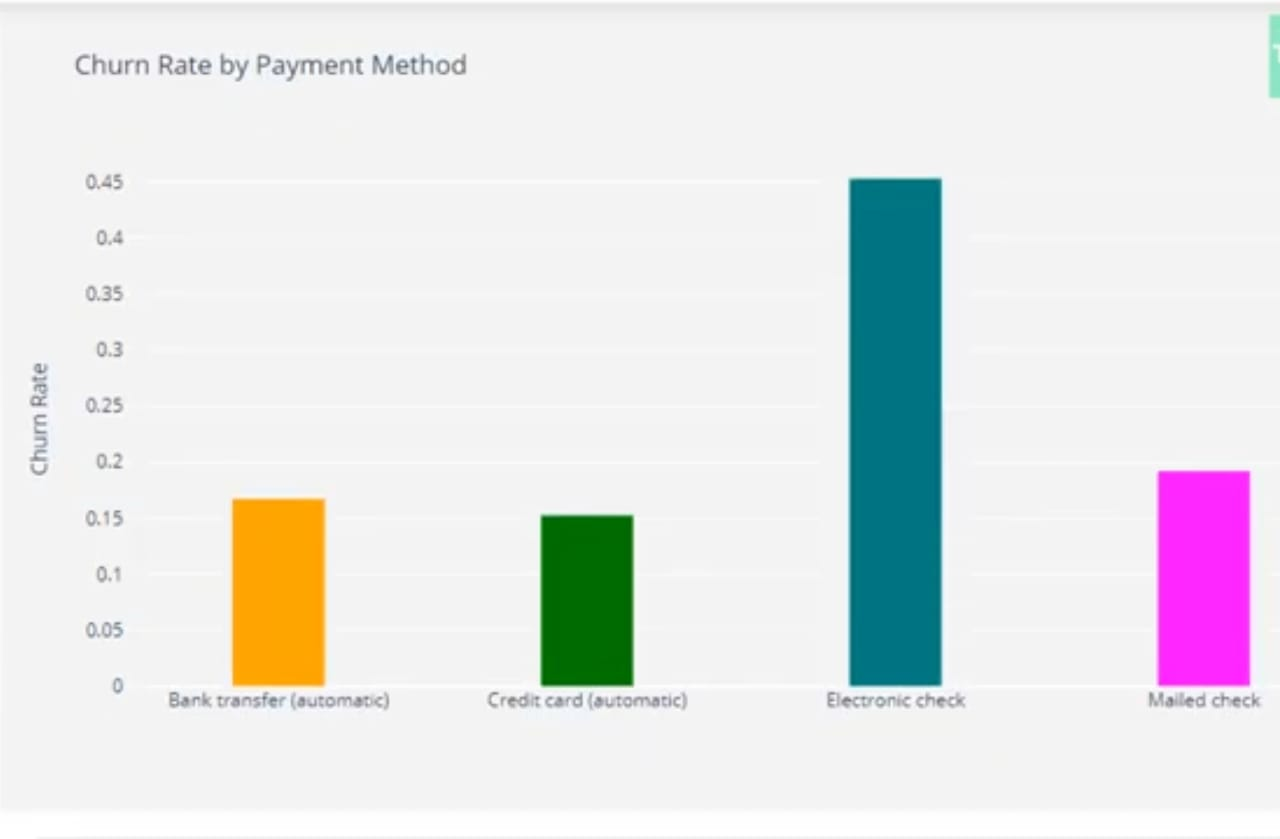 Churn Rate by Payment Method
0.45
0.4
0.35
0.3
0.25
0.2
0.15
0.1
0.05
0
Churn Rate
Bank transfer (automatic)
Credit card (automatic)
Electronic check
Mailed check